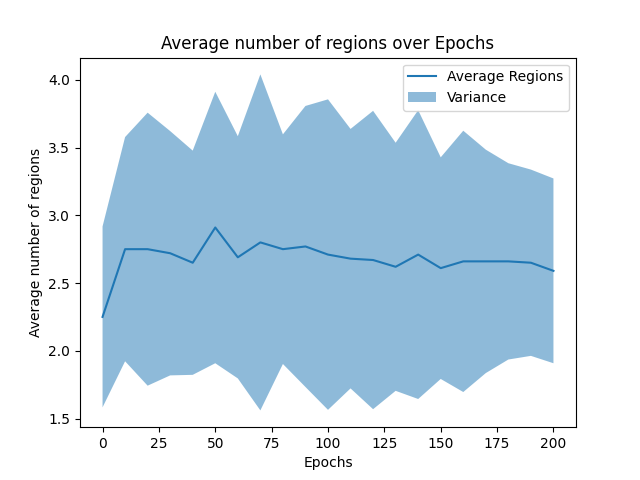 Average number of regions over Epochs
Average Regions
Variance
Average number of regions
4.0
3.5
3.0
2.5
2.0
1.5
0 25 50 75 100 125 150 175 200
Epochs